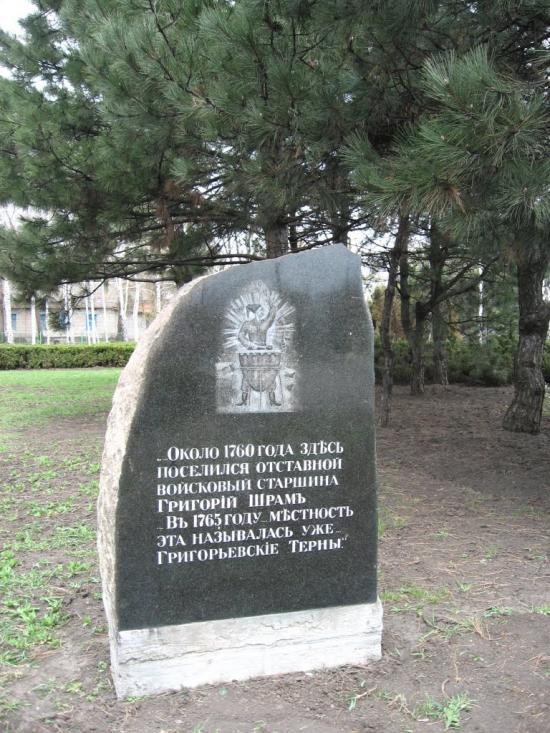 „...Около 1760 года здѣсь
поселился отставной
войсковый старшина
Григорій Шрамъ.
...Въ 1765 году мѣстность
эта называлась уже
Григорьевскіе Терны."